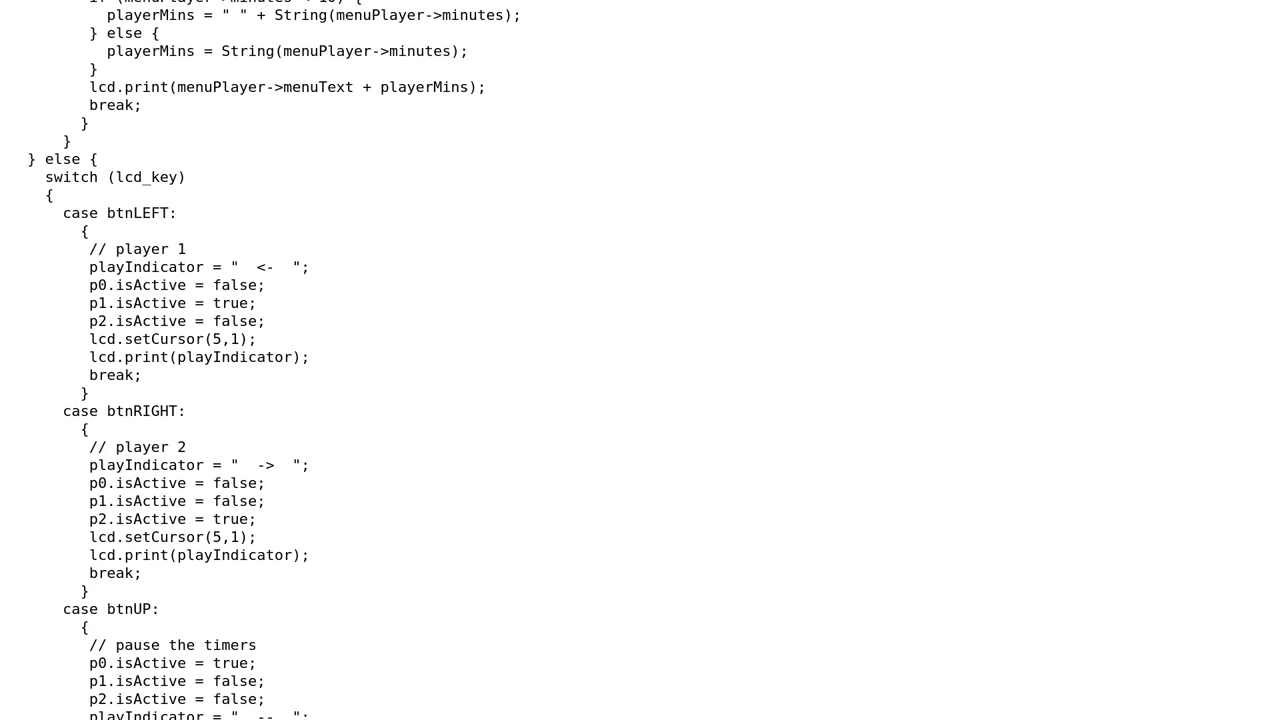 playerMins = " " + String(menuPlayer->minutes);
} else {
playerMins = String(menuPlayer->minutes);
}
lcd.print(menuPlayer->menuText + playerMins);
break;
}
}
} else {
switch (lcd_key)
{
case btnLEFT:
{
// player 1
playIndicator = "  <-  ";
p0.isActive = false;
p1.isActive = true;
p2.isActive = false;
lcd.setCursor(5,1);
lcd.print(playIndicator);
break;
}
case btnRIGHT:
{
// player 2
playIndicator = "  ->  ";
p0.isActive = false;
p1.isActive = false;
p2.isActive = true;
lcd.setCursor(5,1);
lcd.print(playIndicator);
break;
}
case btnUP:
{
// pause the timers
p0.isActive = true;
p1.isActive = false;
p2.isActive = false;
playIndicator = "  --  ";